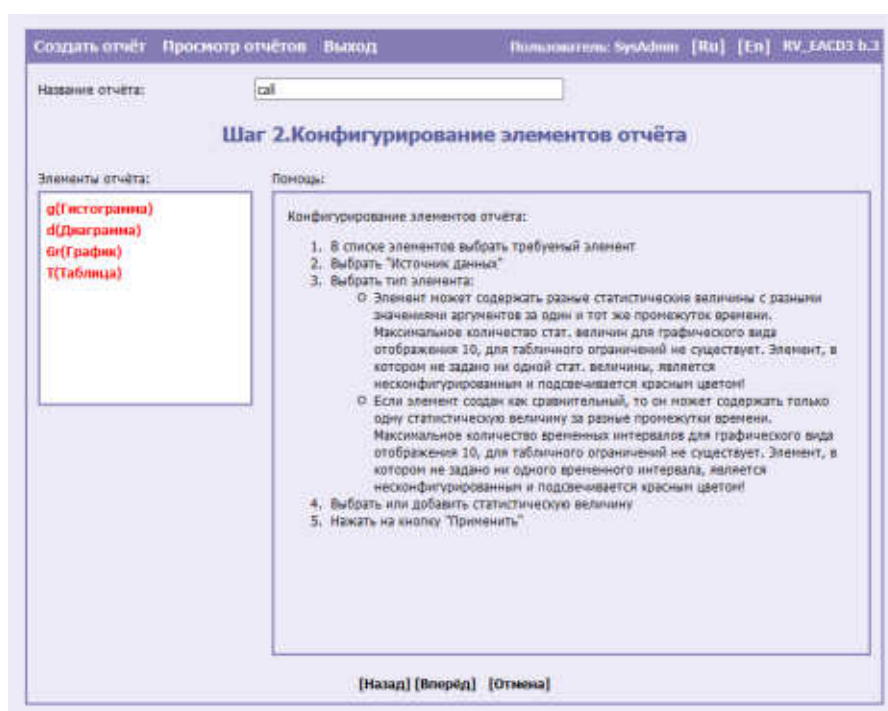 Создать отчёт Просмотр отчётов Выход Пользователь: SysAdmin [Ru] [En] RV_EACD3 b.3
Название отчёта: call
Шаг 2.Конфигурирование элементов отчёта
Элементы отчёта:
g(Гистограмма)
d(Диаграмма)
Gr(График)
T(Таблица)
Помощь:
Конфигурирование элементов отчёта:
1. В списке элементов выбрать требуемый элемент
2. Выбрать "Источник данных"
3. Выбрать тип элемента:
Элемент может содержать разные статистические величины с разными
значениями аргументов за один и тот же промежуток времени.
Максимальное количество стат. величин для графического вида
отображения 10, для табличного ограничений не существует. Элемент, в
котором не задано ни одной стат. величины, является
несконфигурированным и подсвечивается красным цветом!
Если элемент создан как сравнительный, то он может содержать только
одну статистическую величину за разные промежутки времени.
Максимальное количество временных интервалов для графического вида
отображения 10, для табличного ограничений не существует. Элемент, в
котором не задано ни одного временного интервала, является
несконфигурированным и подсвечивается красным цветом!
4. Выбрать или добавить статистическую величину
5. Нажать на кнопку "Применить"
[Назад] [Вперёд] [Отмена]